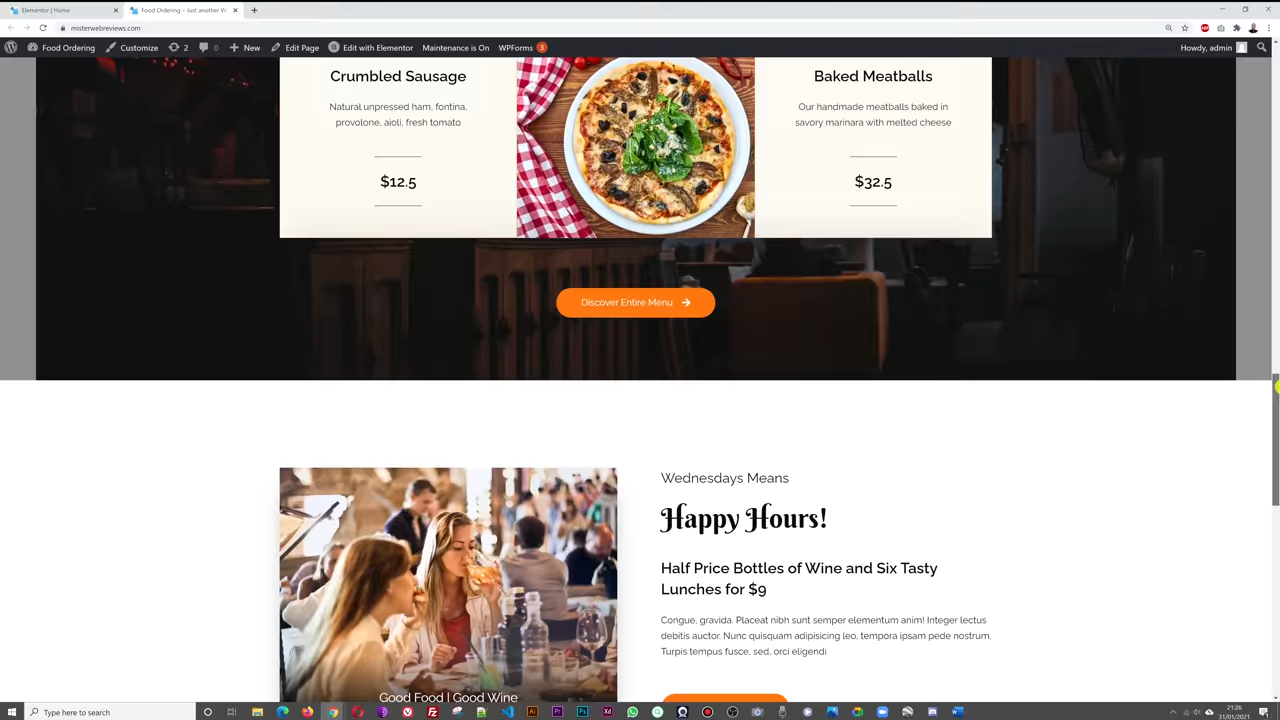 Elementor | Home
Food Ordering – Just another W
misterwebreviews.com
Food Ordering
Customize
2
0
New
Edit Page
Edit with Elementor
Maintenance is On
WPForms
3
Howdy, admin
Crumbled Sausage
Natural unpressed ham, fontina,
provolone, aioli, fresh tomato
$12.5
Baked Meatballs
Our handmade meatballs baked in
savory marinara with melted cheese
$32.5
Discover Entire Menu
Wednesdays Means
Happy Hours!
Half Price Bottles of Wine and Six Tasty
Lunches for $9
Congue, gravida. Placeat nibh sunt semper elementum anim! Integer lectus
debitis auctor. Nunc quisquam adipisicing leo, tempora ipsam pede nostrum.
Turpis tempus fusce, sed, orci eligendi
Good Food | Good Wine
Type here to search
21:26
31/01/2021